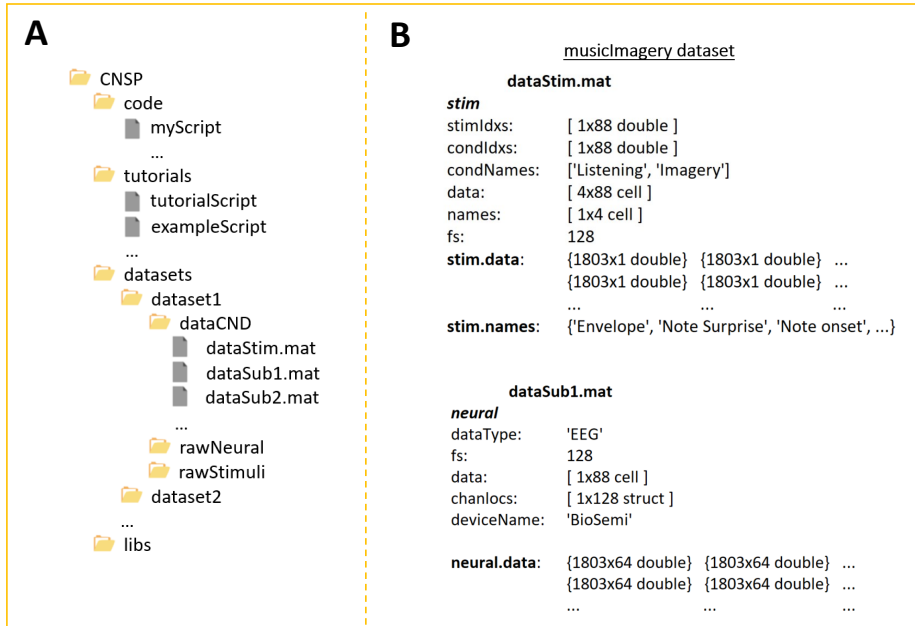 A
CNSP
code
myScript
...
tutorials
tutorialScript
exampleScript
...
datasets
dataset1
dataCND
dataStim.mat
dataSub1.mat
dataSub2.mat
...
rawNeural
rawStimuli
dataset2
...
libs
B
musicImagery dataset
dataStim.mat
stim
stimIdxs: [ 1x88 double ]
condIdxs: [ 1x88 double ]
condNames: ['Listening', 'Imagery']
data: [ 4x88 cell ]
names: [ 1x4 cell ]
fs: 128
stim.data: {1803x1 double} {1803x1 double} ...
{1803x1 double} {1803x1 double} ...
... ... ...
stim.names: {'Envelope', 'Note Surprise', 'Note onset', ...}
dataSub1.mat
neural
dataType: 'EEG'
fs: 128
data: [ 1x88 cell ]
chanlocs: [ 1x128 struct ]
deviceName: 'BioSemi'
neural.data: {1803x64 double} {1803x64 double} ...
{1803x64 double} {1803x64 double} ...
... ... ...